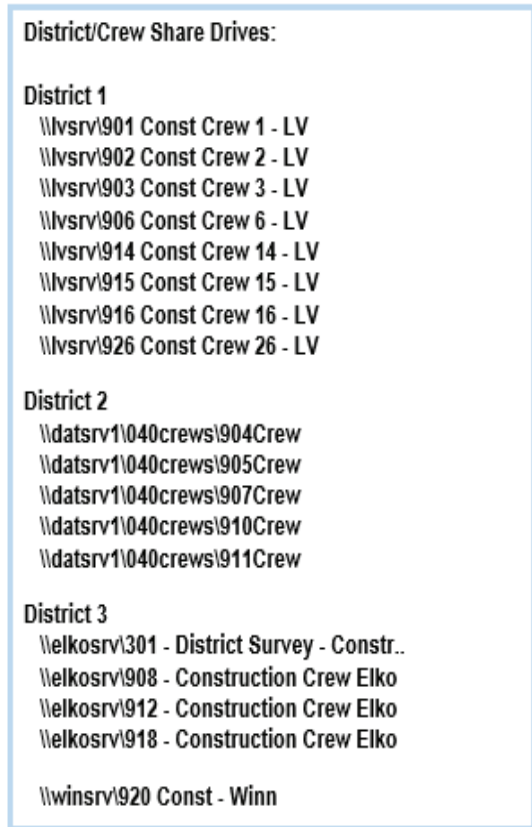 District/Crew Share Drives:
District 1
\\lvsrv\901 Const Crew 1 - LV
\\lvsrv\902 Const Crew 2 - LV
\\lvsrv\903 Const Crew 3 - LV
\\lvsrv\906 Const Crew 6 - LV
\\lvsrv\914 Const Crew 14 - LV
\\lvsrv\915 Const Crew 15 - LV
\\lvsrv\916 Const Crew 16 - LV
\\lvsrv\926 Const Crew 26 - LV
District 2
\\datsrv1\040crews\904Crew
\\datsrv1\040crews\905Crew
\\datsrv1\040crews\907Crew
\\datsrv1\040crews\910Crew
\\datsrv1\040crews\911Crew
District 3
\\elkosrv\301 - District Survey - Constr..
\\elkosrv\908 - Construction Crew Elko
\\elkosrv\912 - Construction Crew Elko
\\elkosrv\918 - Construction Crew Elko
\\winsrv\920 Const - Winn